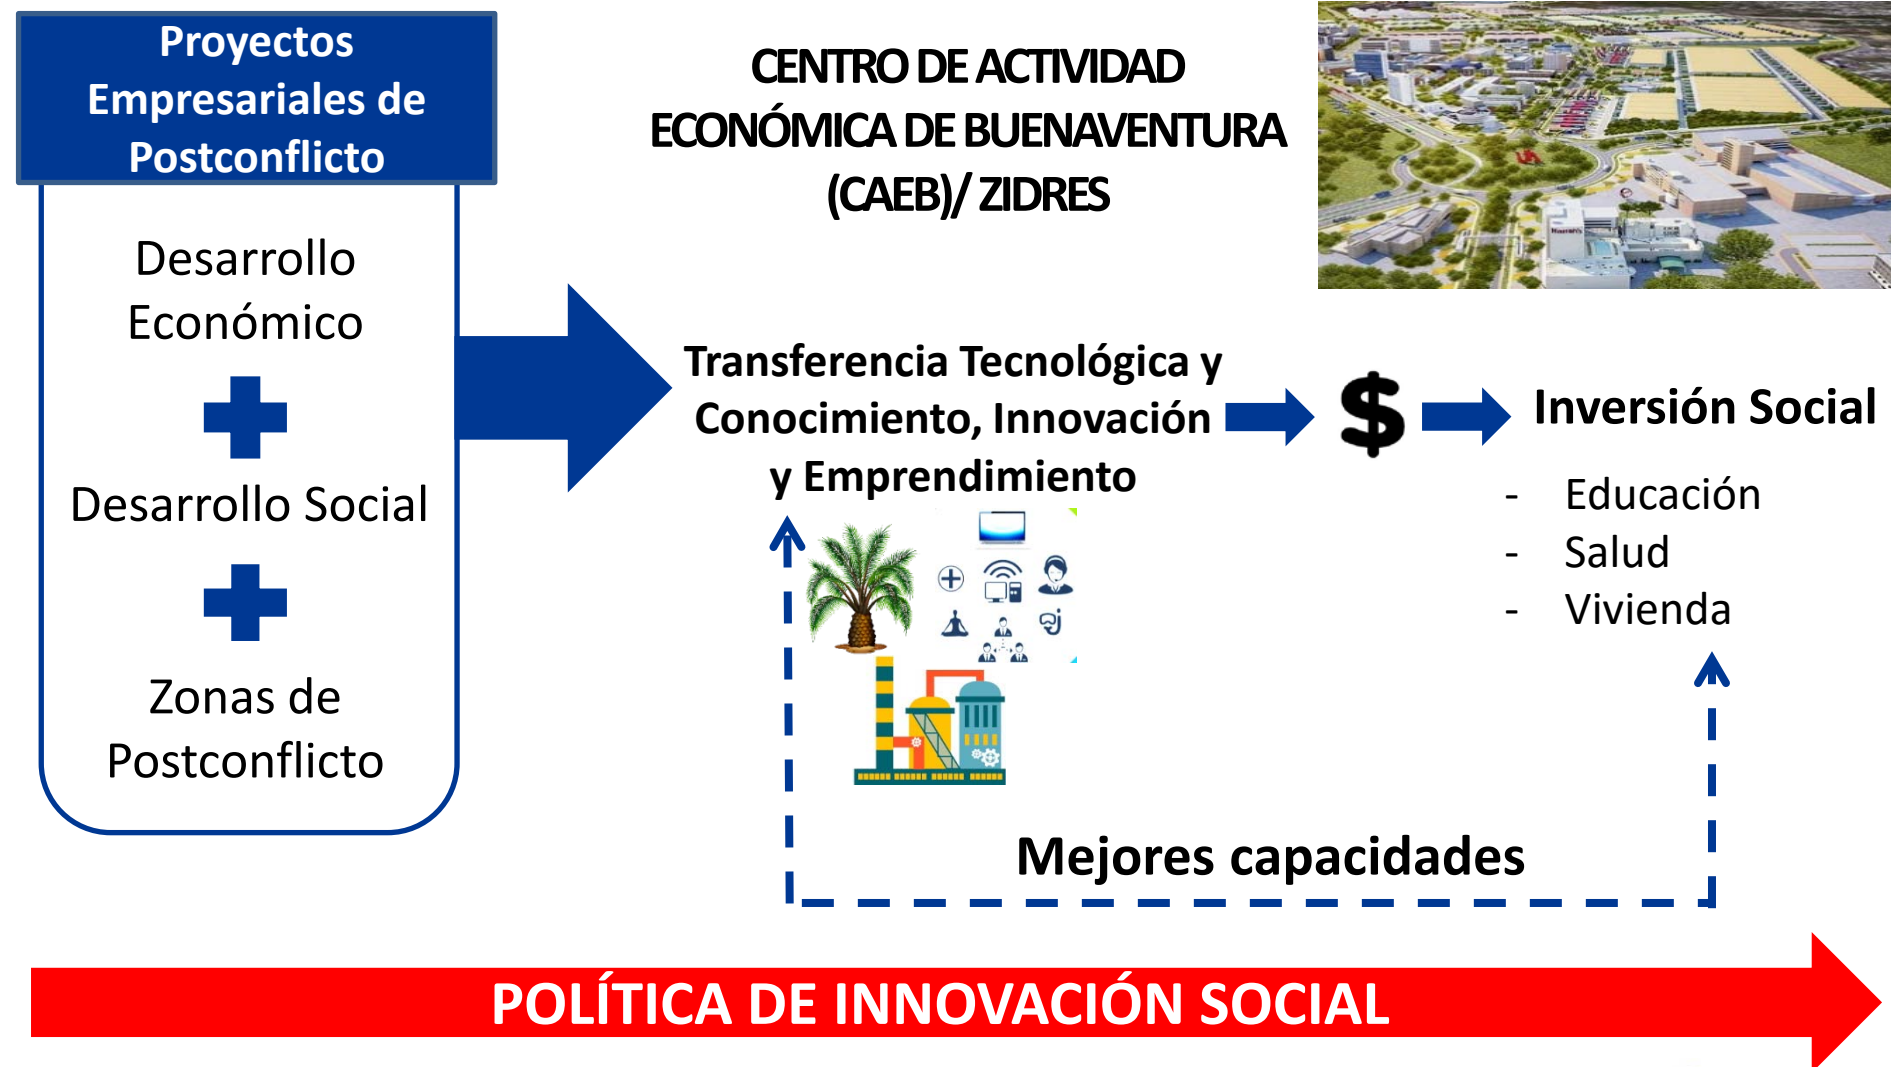 Proyectos
Empresariales de
Postconflicto
Desarrollo
Económico
Desarrollo Social
Zonas de
Postconflicto
CENTRO DE ACTIVIDAD
ECONÓMICA DE BUENAVENTURA
(CAEB)/ ZIDRES
Harrah's
Transferencia Tecnológica y
Conocimiento, Innovación
y Emprendimiento
$
Inversión Social
- Educación
- Salud
- Vivienda
Mejores capacidades
POLÍTICA DE INNOVACIÓN SOCIAL